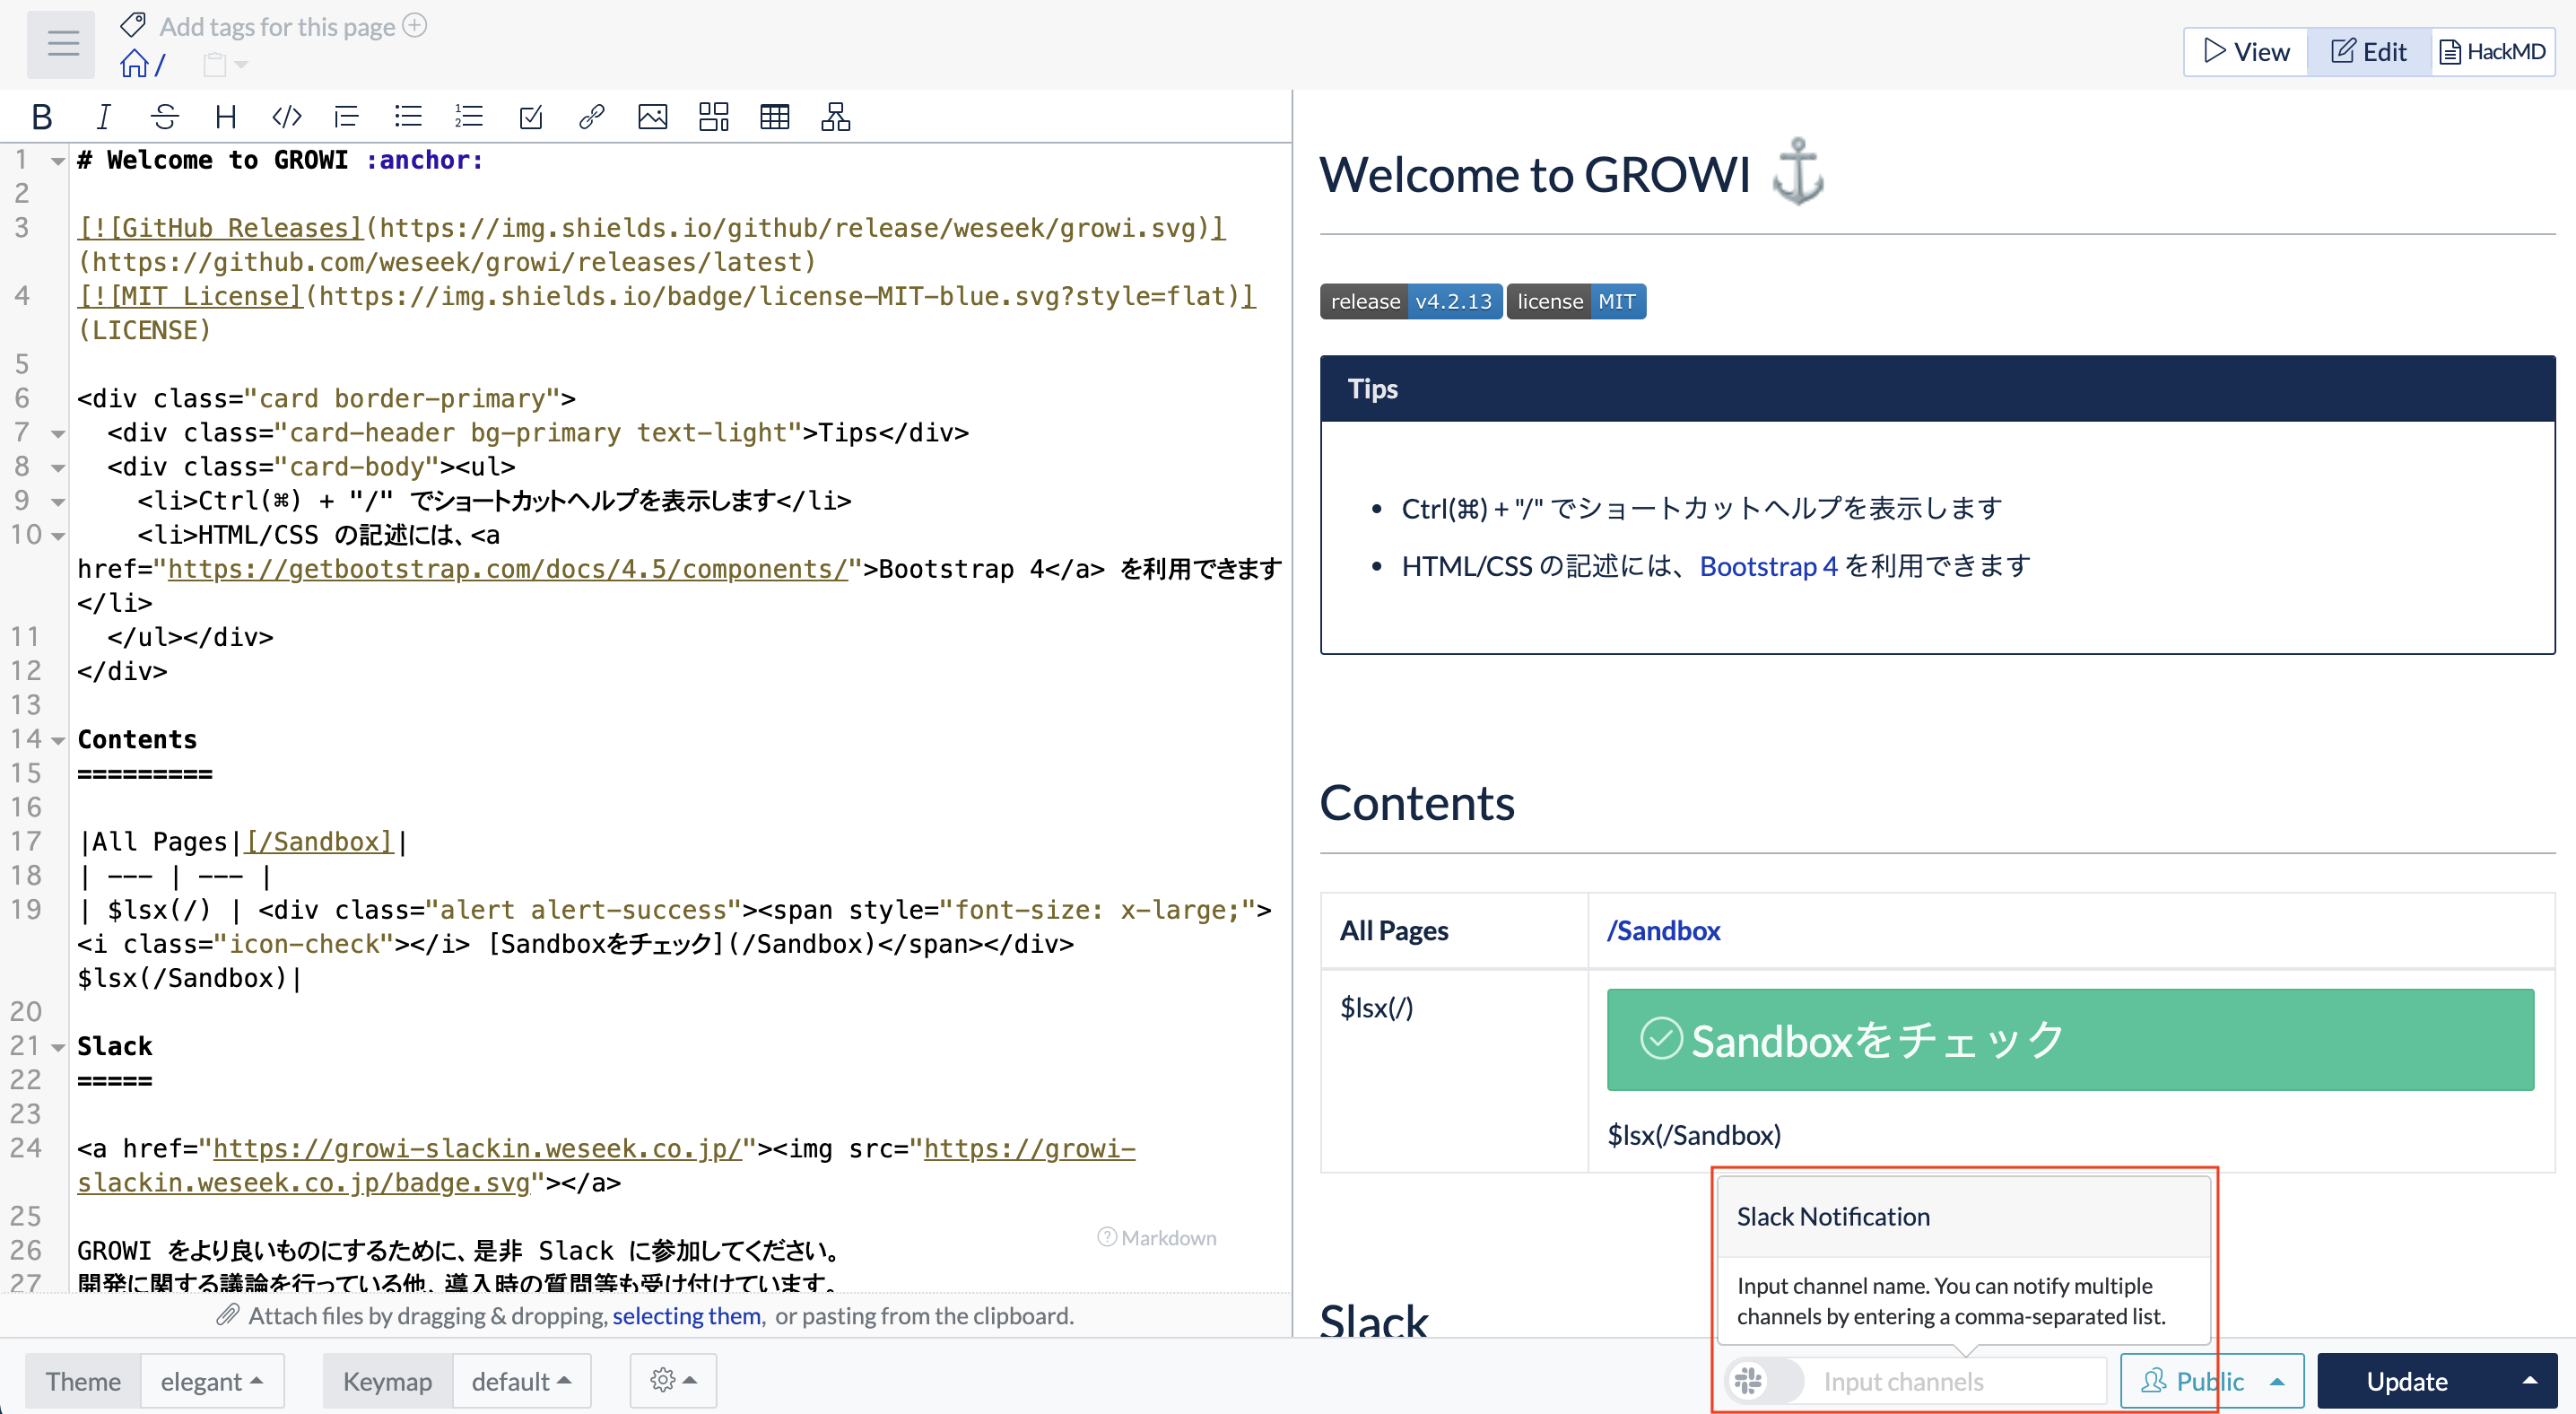 Add tags for this page
/
View
Edit
HackMD
B I S H </>
1 # Welcome to GROWI :anchor:
2
3 [![GitHub Releases](https://img.shields.io/github/release/weseek/growi.svg)]
(https://github.com/weseek/growi/releases/latest)
4 [![MIT License](https://img.shields.io/badge/license-MIT-blue.svg?style=flat)]
(LICENSE)
5
6 <div class="card border-primary">
7 <div class="card-header bg-primary text-light">Tips</div>
8 <div class="card-body"><ul>
9 <li>Ctrl(⌘) + "/" でショートカットヘルプを表示します</li>
10 <li>HTML/CSS の記述には、<a
href="https://getbootstrap.com/docs/4.5/components/">Bootstrap 4</a> を利用できます
</li>
11 </ul></div>
12 </div>
13
14 Contents
15 =========
16
17 |All Pages|[/Sandbox]|
18 | --- | --- |
19 | $lsx(/) | <div class="alert alert-success"><span style="font-size: x-large;">
<i class="icon-check"></i> [Sandboxをチェック](/Sandbox)</span></div>
$lsx(/Sandbox)|
20
21 Slack
22 =====
23
24 <a href="https://growi-slackin.weseek.co.jp/"><img src="https://growi-
slackin.weseek.co.jp/badge.svg"></a>
25
26 GROWI をより良いものにするために、是非 Slack に参加してください。
27 開発に関する議論を行っている他、導入時の質問等も受け付けています。
Markdown
Attach files by dragging & dropping, selecting them, or pasting from the clipboard.
Welcome to GROWI
release v4.2.13 license MIT
Tips
Ctrl(⌘) + "/" でショートカットヘルプを表示します
HTML/CSS の記述には、Bootstrap 4 を利用できます
Contents
All Pages /Sandbox
$lsx(/) Sandboxをチェック
$lsx(/Sandbox)
Slack
Slack Notification
Input channel name. You can notify multiple
channels by entering a comma-separated list.
Theme elegant
Keymap default
Input channels
Public
Update